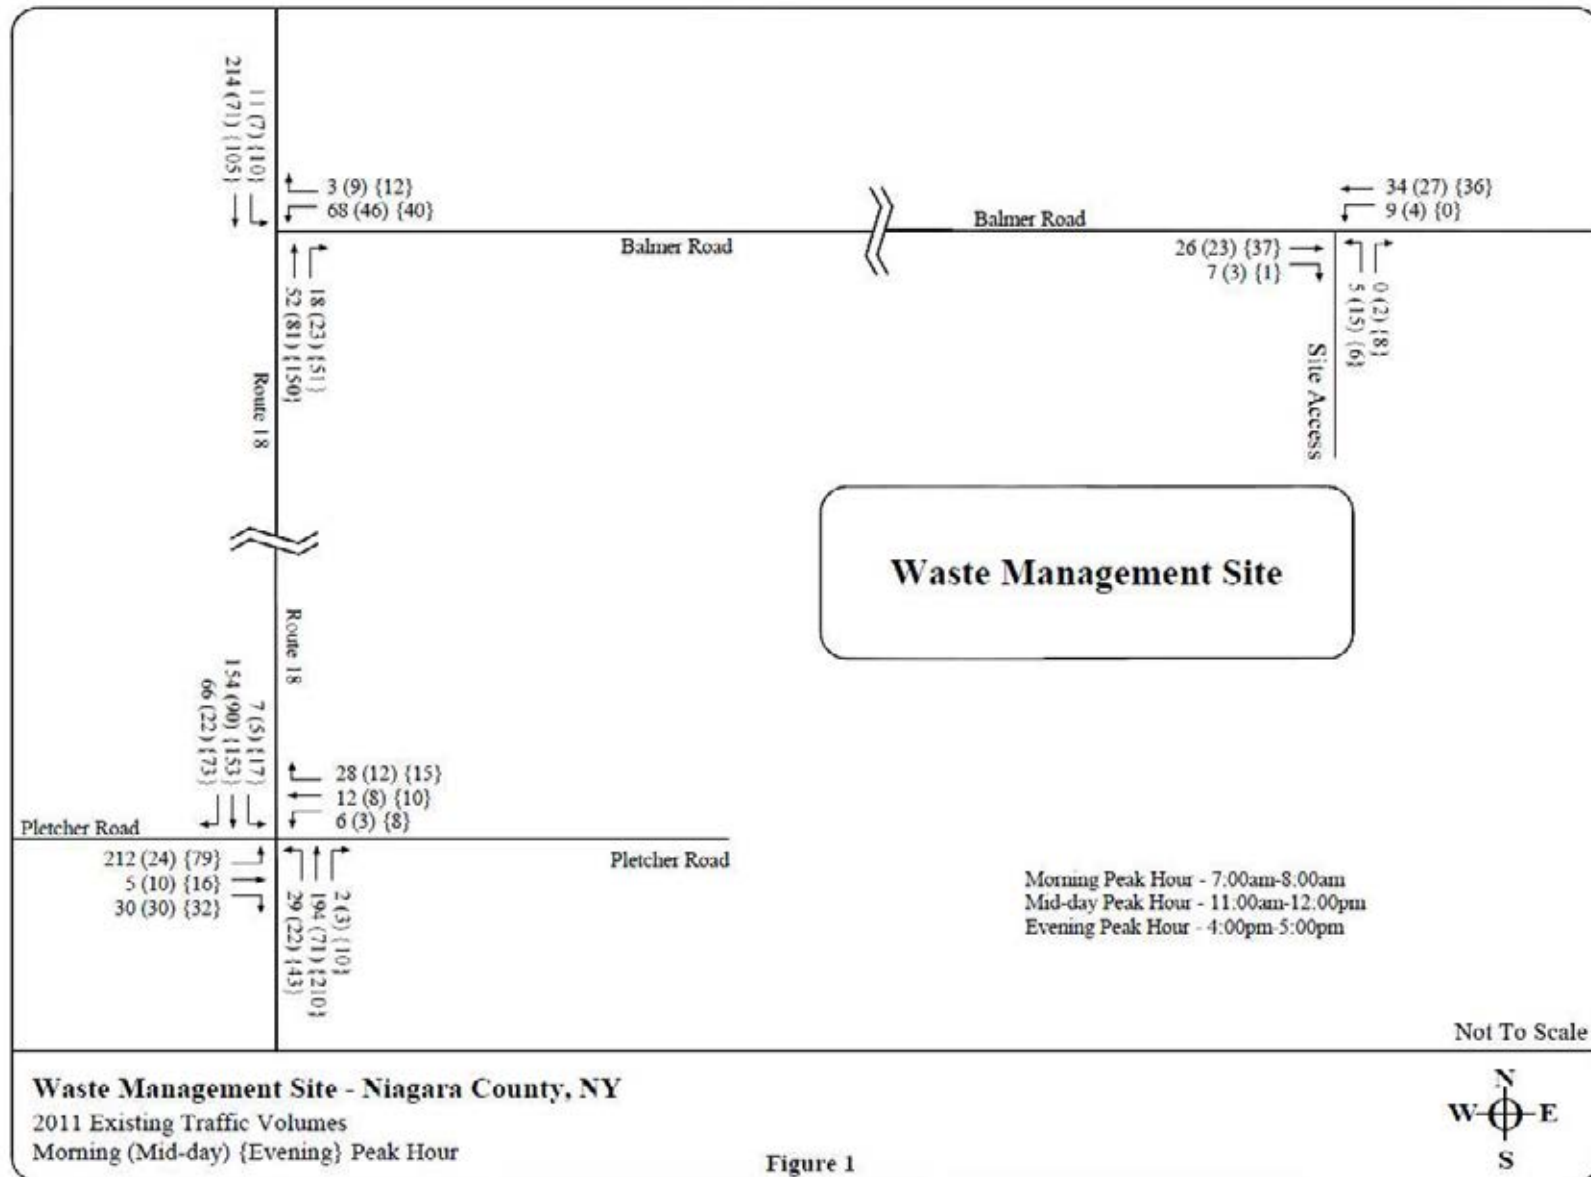 214 (71) {105}
11 (7) {10}
3 (9) {12}
68 (46) {40}
Balmer Road
Balmer Road
34 (27) {36}
9 (4) {0}
26 (23) {37}
7 (3) {1}
5 (15) {6}
0 (2) {8}
Site Access
52 (81) {150}
18 (23) {51}
Route 18
Waste Management Site
Route 18
66 (22) {73}
154 (90) {153}
7 (5) {17}
28 (12) {15}
12 (8) {10}
6 (3) {8}
Pletcher Road
Pletcher Road
212 (24) {79}
5 (10) {16}
30 (30) {32}
29 (22) {43}
194 (71) {210}
2 (3) {10}
Morning Peak Hour - 7:00am-8:00am
Mid-day Peak Hour - 11:00am-12:00pm
Evening Peak Hour - 4:00pm-5:00pm
Not To Scale
Waste Management Site - Niagara County, NY
2011 Existing Traffic Volumes
Morning (Mid-day) {Evening} Peak Hour
Figure 1
N
W E
S